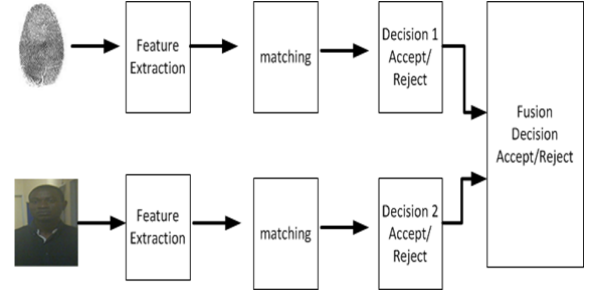 Feature
Extraction
matching
Decision 1
Accept/
Reject
Fusion
Decision
Accept/Reject
Feature
Extraction
matching
Decision 2
Accept/
Reject